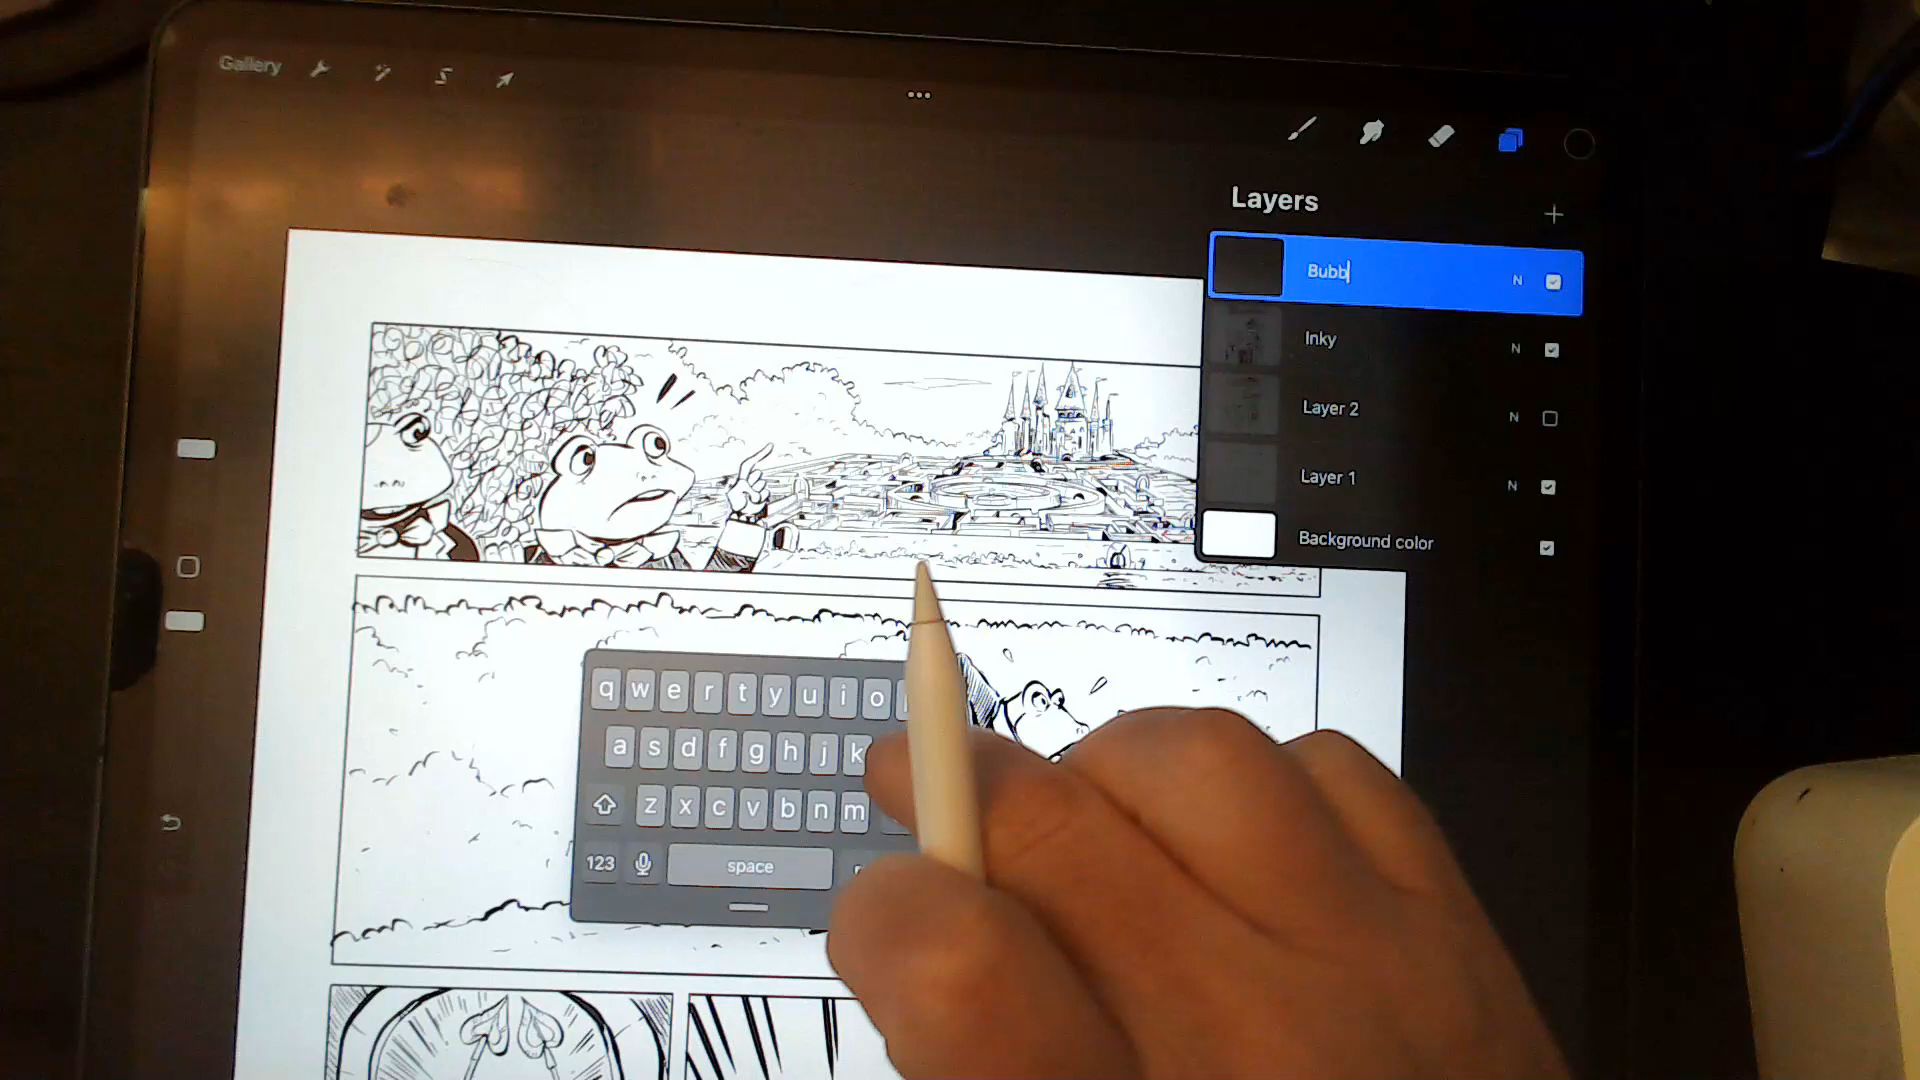 Gallery
Layers
Bubb N
Inky N
Layer 2 N
Layer 1 N
Background color
q w e r t y u i o
a s d f g h j k
z x c v b n m
123 space